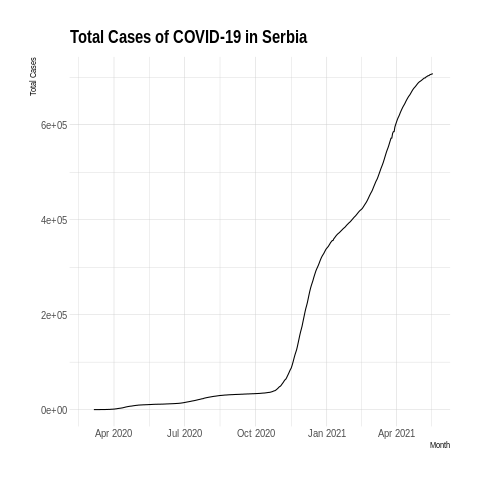 Total Cases of COVID-19 in Serbia
Total Cases
6e+05
4e+05
2e+05
0e+00
Apr 2020 Jul 2020 Oct 2020 Jan 2021 Apr 2021
Month